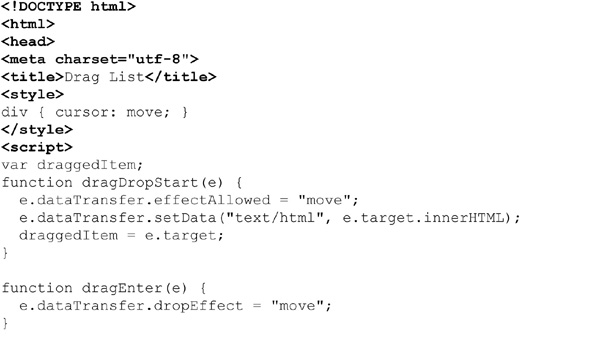 <!DOCTYPE html>
<html>
<head>
<meta charset="utf-8">
<title>Drag List</title>
<style>
div { cursor: move; }
</style>
<script>
var draggedItem;
function dragDropStart(e) {
  e.dataTransfer.effectAllowed = "move";
  e.dataTransfer.setData("text/html", e.target.innerHTML);
  draggedItem = e.target;
}

function dragEnter(e) {
  e.dataTransfer.dropEffect = "move";
}